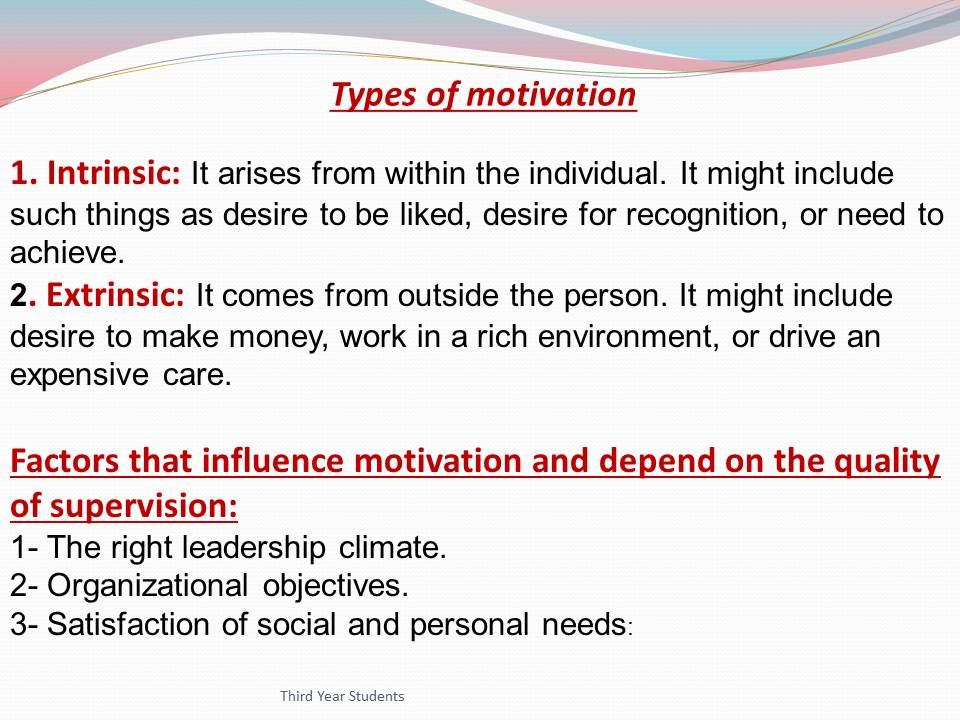 Types of motivation
1. Intrinsic: It arises from within the individual. It might include
such things as desire to be liked, desire for recognition, or need to
achieve.
2. Extrinsic: It comes from outside the person. It might include
desire to make money, work in a rich environment, or drive an
expensive care.
Factors that influence motivation and depend on the quality
of supervision:
1- The right leadership climate.
2- Organizational objectives.
3- Satisfaction of social and personal needs:
Third Year Students